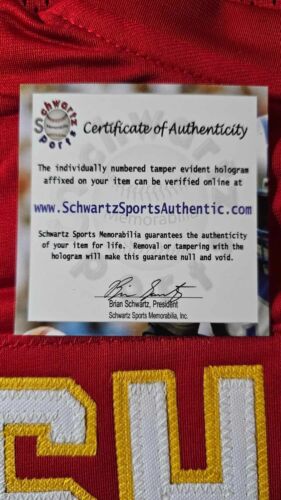 Schwartz
Sports
Certificate of Authenticity
The individually numbered tamper evident hologram
affixed on your item can be verified online at
www.SchwartzSportsAuthentic.com
Schwartz Sports Memorabilia guarantees the authenticity
of your item for life. Removal or tampering with the
hologram will make this guarantee null and void.
Brian Schwartz, President
Schwartz Sports Memorabilia, Inc.